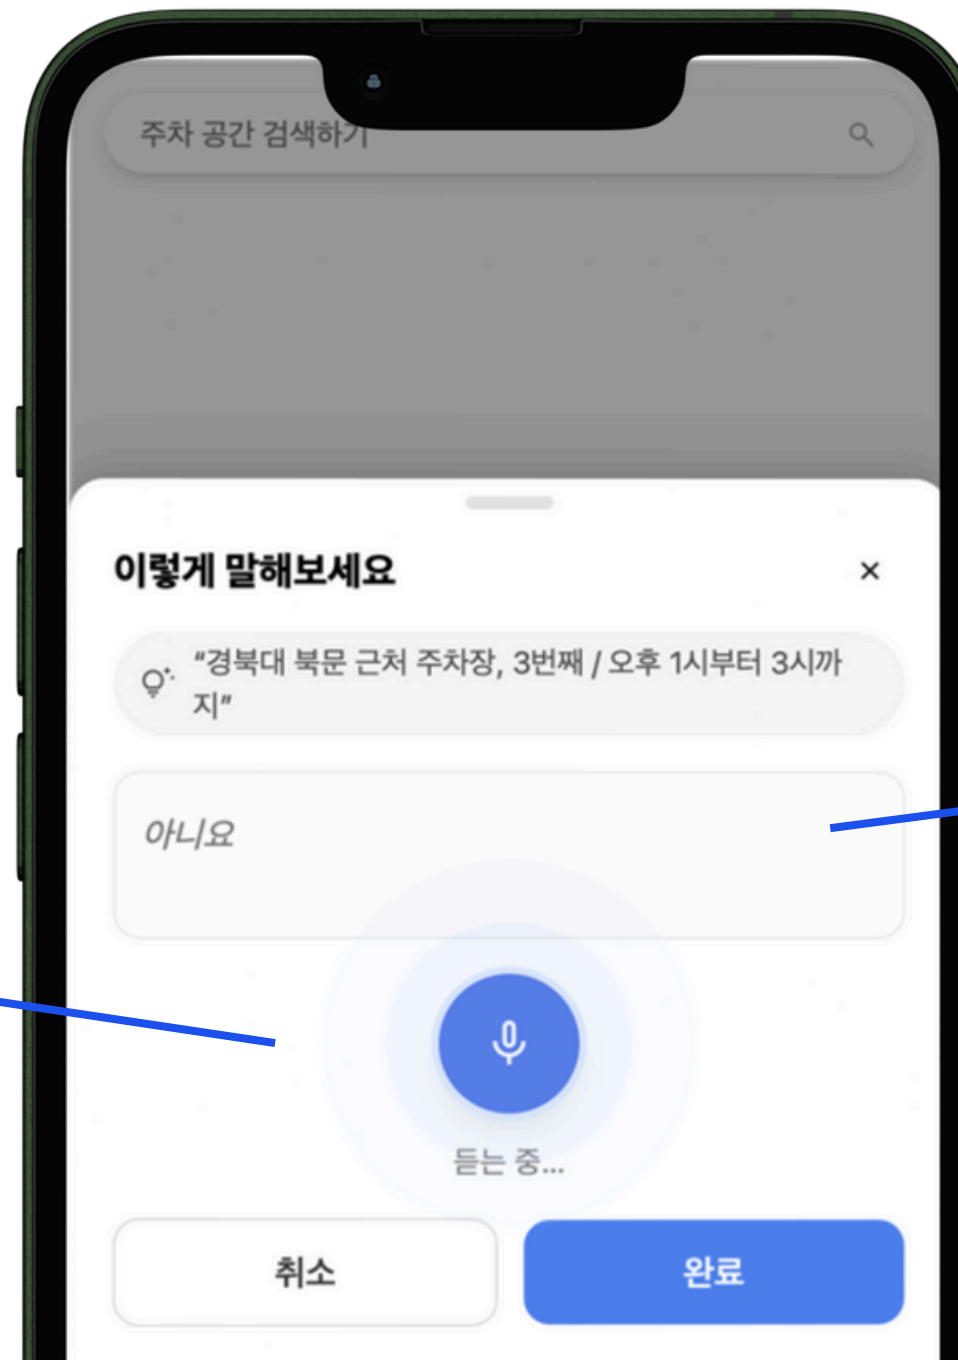 주차 공간 검색하기
이렇게 말해보세요
“경북대 북문 근처 주차장, 3번째 / 오후 1시부터 3시까
지”
아니요
듣는 중...
취소
완료